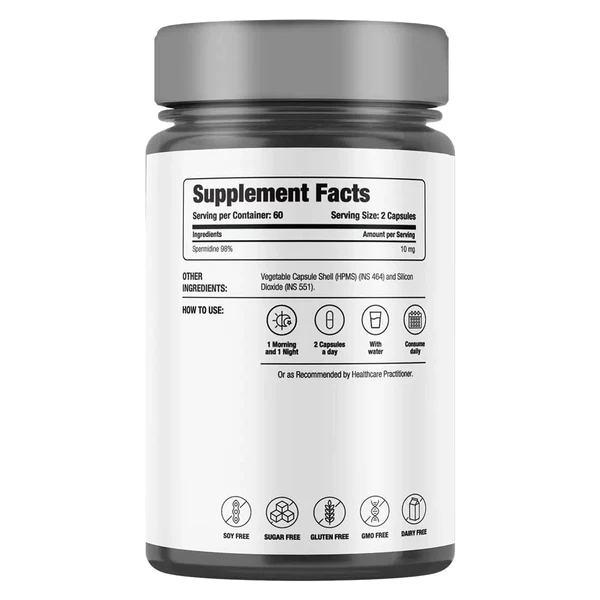 Supplement Facts
Serving per Container: 60 Serving Size: 2 Capsules
Ingredients Amount per Serving
Spermidine 98% 10 mg
OTHER INGREDIENTS: Vegetable Capsule Shell (HPMS) (INS 464) and Silicon
Dioxide (INS 551).
HOW TO USE:
1 Morning and 1 Night
2 Capsules a day
With water
Consume daily
Or as Recommended by Healthcare Practitioner.
SOY FREE SUGAR FREE GLUTEN FREE GMO FREE DAIRY FREE